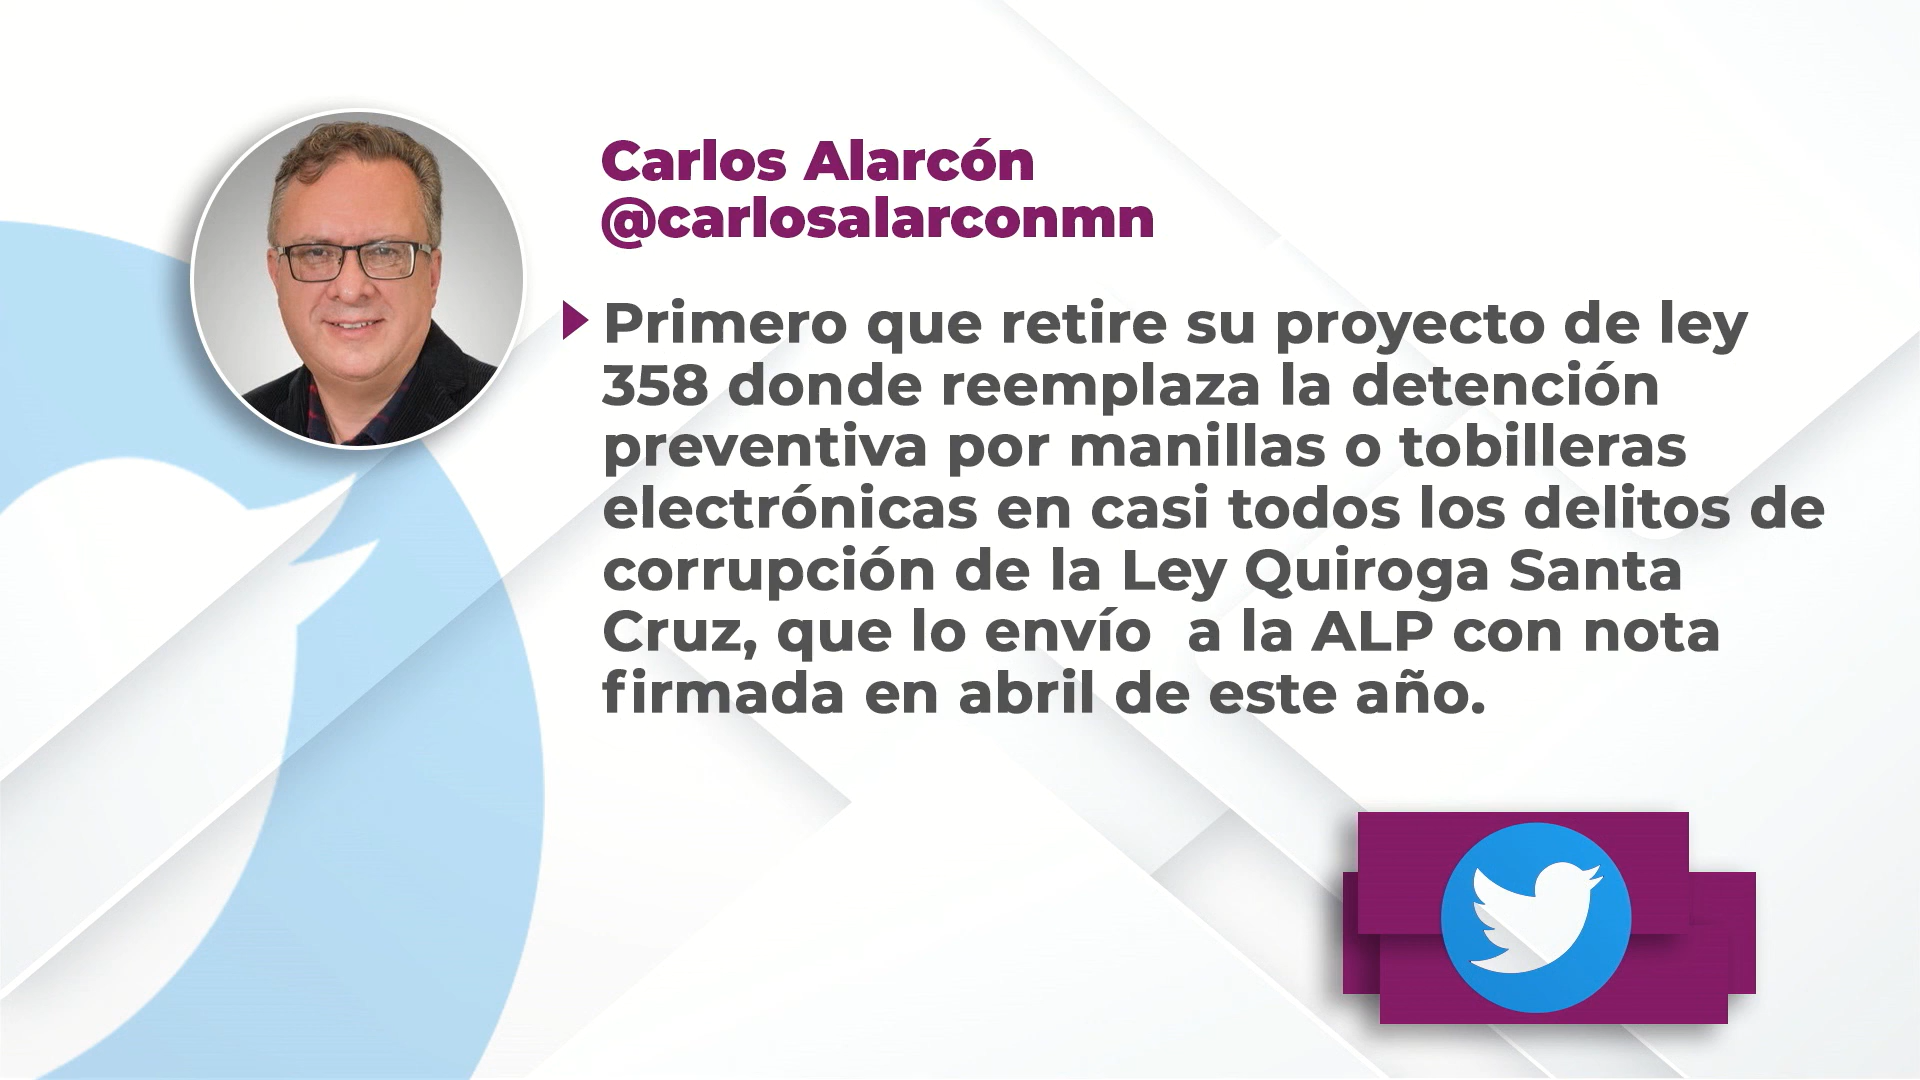 Carlos Alarcón
@carlosalarconmn
Primero que retire su proyecto de ley
358 donde reemplaza la detención
preventiva por manillas o tobilleras
electrónicas en casi todos los delitos de
corrupción de la Ley Quiroga Santa
Cruz, que lo envío  a la ALP con nota
firmada en abril de este año.